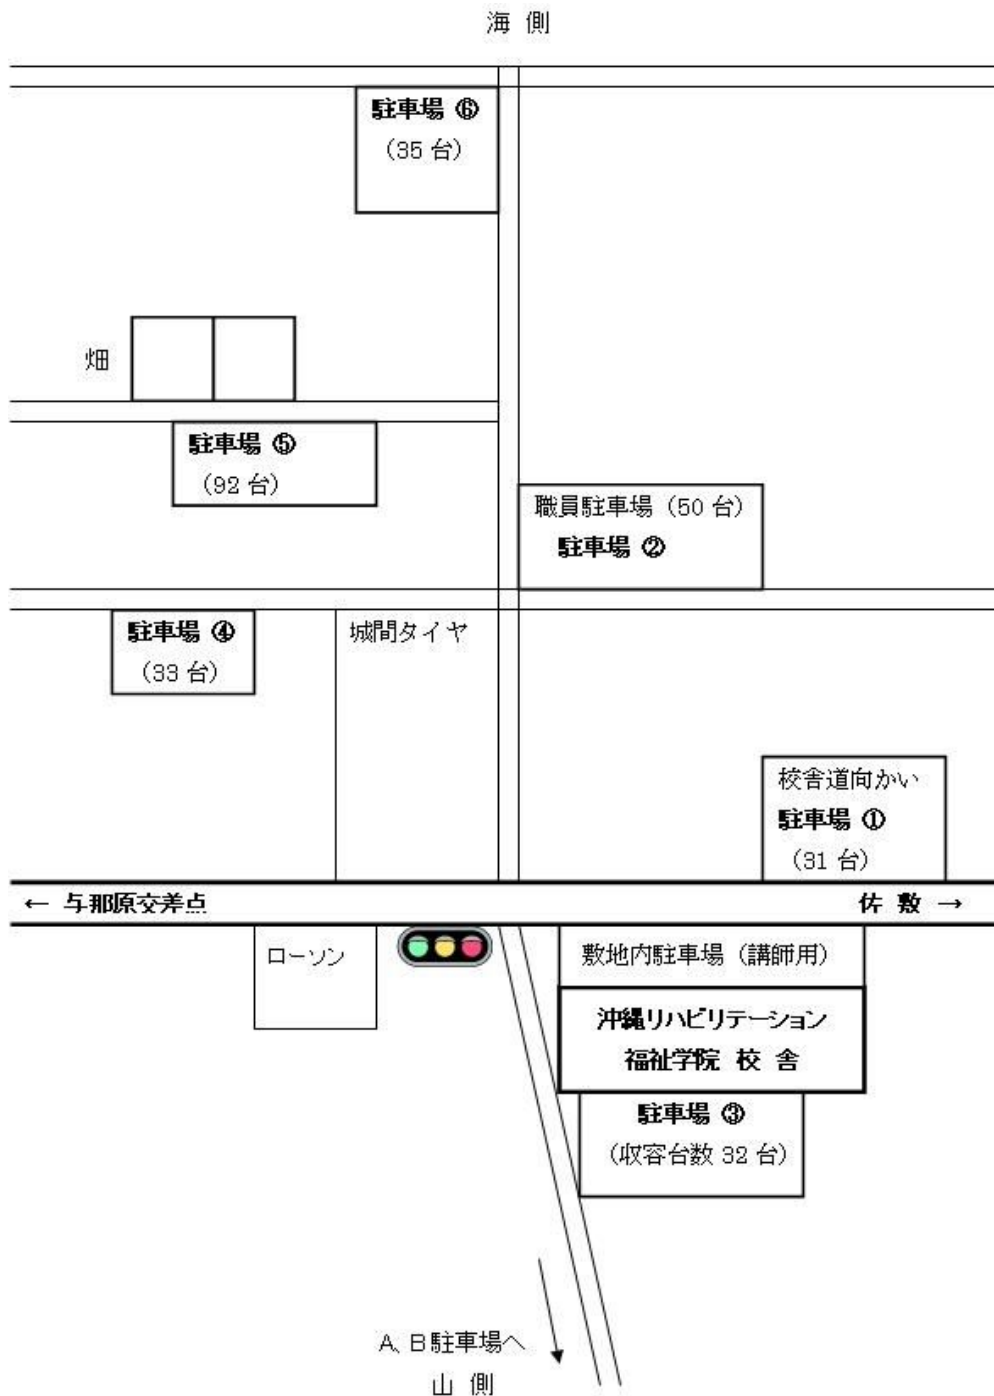 海 側
駐車場 ⑥
（35 台）
畑
駐車場 ⑤
（92 台）
職員駐車場（50 台）
駐車場 ②
駐車場 ④
（33 台）
城間タイヤ
校舎道向かい
駐車場 ①
（31 台）
← 与那原交差点
佐 敷 →
ローソン
敷地内駐車場（講師用）
沖縄リハビリテーション
福祉学院 校 舎
駐車場 ③
（収容台数 32 台）
A、B 駐車場へ
山 側